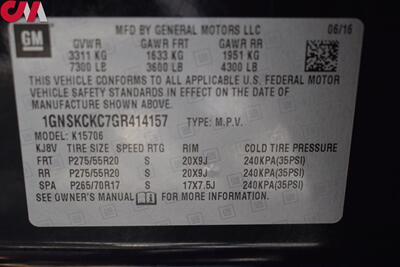 GM
MFD BY GENERAL MOTORS LLC 06/16
GVWR GAWR FRT GAWR RR
3311 KG 1633 KG 1951 KG
7300 LB 3600 LB 4300 LB
THIS VEHICLE CONFORMS TO ALL APPLICABLE U.S. FEDERAL MOTOR
VEHICLE SAFETY STANDARDS IN EFFECT ON THE DATE OF
MANUFACTURE SHOWN ABOVE.
1GNSKCKC7GR414157 TYPE: M.P.V.
MODEL: K15706
KJ8V TIRE SIZE SPEED RTG RIM COLD TIRE PRESSURE
FRT P275/55R20 S 20X9J 240KPA(35PSI)
RR P275/55R20 S 20X9J 240KPA(35PSI)
SPA P265/70R17 S 17X7.5J 240KPA(35PSI)
SEE OWNER'S MANUAL FOR MORE INFORMATION.